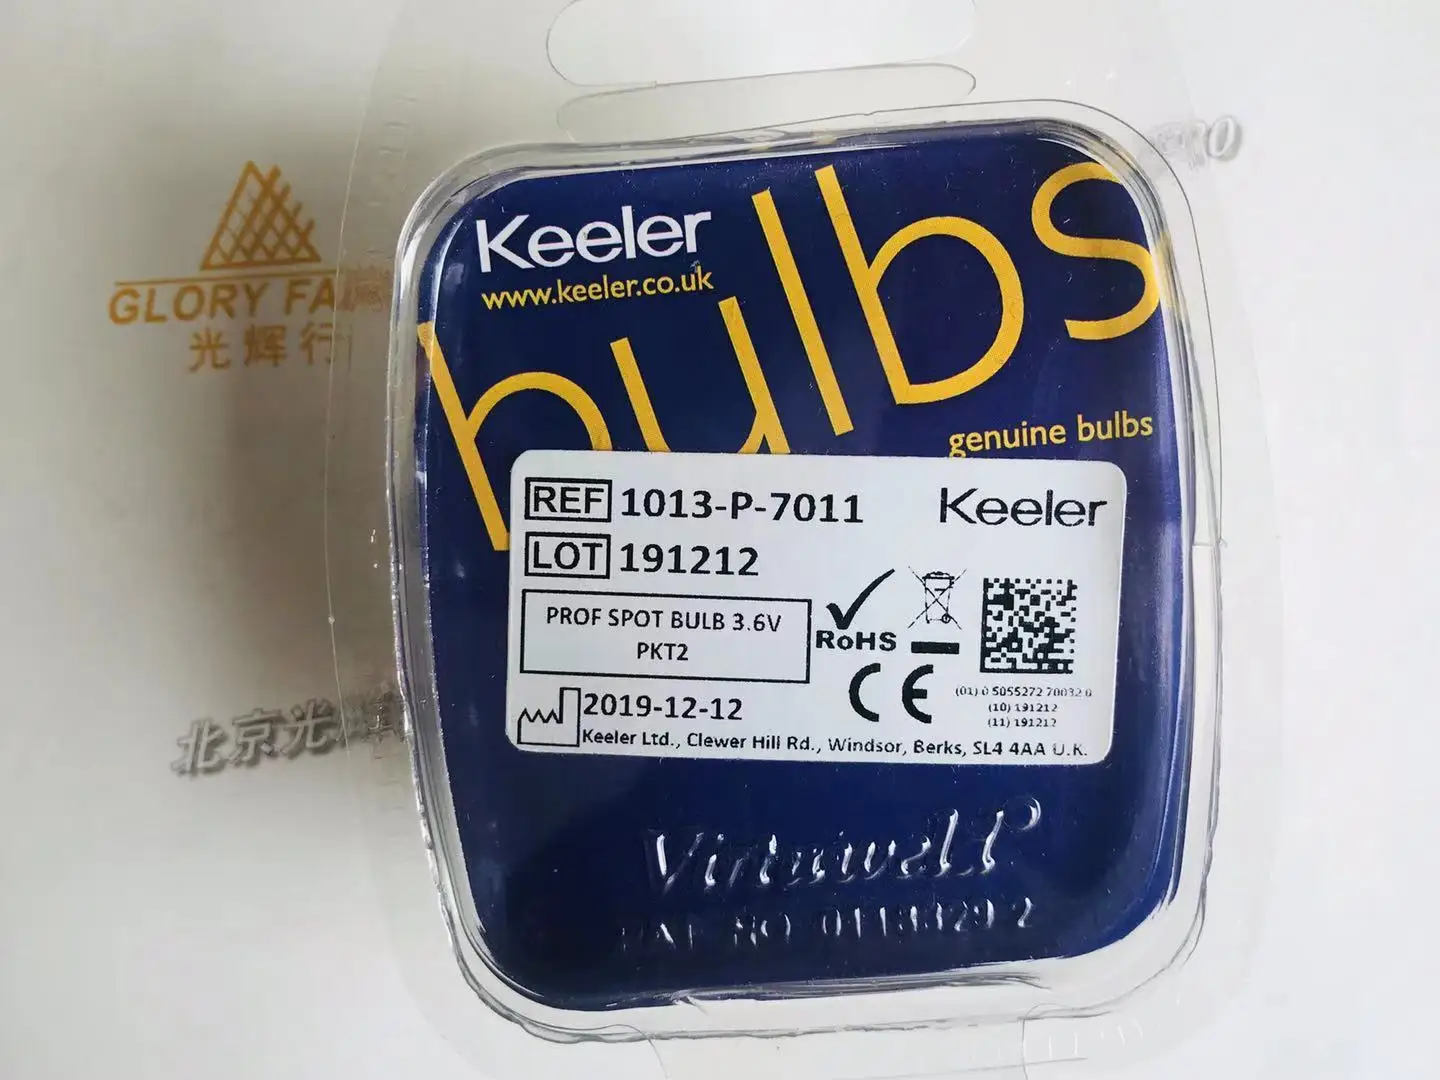 Keeler
www.keeler.co.uk
bulbs
genuine bulbs
REF 1013-P-7011
Keeler
LOT 191212
PROF SPOT BULB 3.6V
PKT2
RoHS
CE
(01) 0 5055272 70032 0
(10) 191212
(11) 191212
2019-12-12
Keeler Ltd., Clewer Hill Rd., Windsor, Berks, SL4 4AA U.K.
PAT NO
GLORY
光辉行
北京光